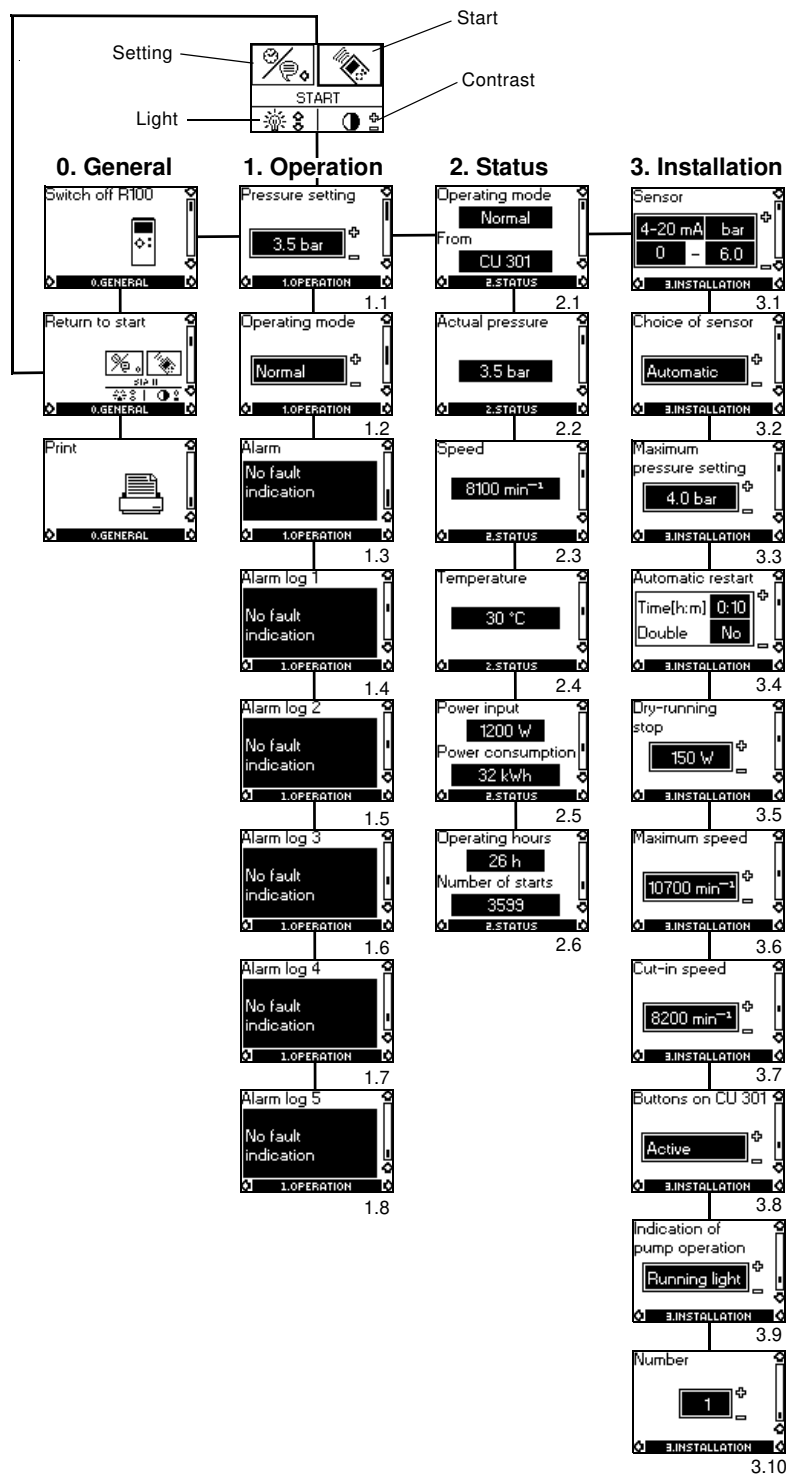 Setting
Start
START
Light
Contrast
0. General
Switch off R100
0.GENERAL
Return to start
0.GENERAL
Print
0.GENERAL
1. Operation
Pressure setting
3.5 bar
1.OPERATION
1.1
Operating mode
Normal
1.OPERATION
1.2
Alarm
No fault
indication
1.OPERATION
1.3
Alarm log 1
No fault
indication
1.OPERATION
1.4
Alarm log 2
No fault
indication
1.OPERATION
1.5
Alarm log 3
No fault
indication
1.OPERATION
1.6
Alarm log 4
No fault
indication
1.OPERATION
1.7
Alarm log 5
No fault
indication
1.OPERATION
1.8
2. Status
Operating mode
Normal
From
CU 301
2.STATUS
2.1
Actual pressure
3.5 bar
2.STATUS
2.2
Speed
8100 min⁻¹
2.STATUS
2.3
Temperature
30 °C
2.STATUS
2.4
Power input
1200 W
Power consumption
32 kWh
2.STATUS
2.5
Operating hours
26 h
Number of starts
3599
2.STATUS
2.6
3. Installation
Sensor
4-20 mA bar
0 - 6.0
3.INSTALLATION
3.1
Choice of sensor
Automatic
3.INSTALLATION
3.2
Maximum
pressure setting
4.0 bar
3.INSTALLATION
3.3
Automatic restart
Time[h:m] 0:10
Double No
3.INSTALLATION
3.4
Dry-running
stop
150 W
3.INSTALLATION
3.5
Maximum speed
10700 min⁻¹
3.INSTALLATION
3.6
Cut-in speed
8200 min⁻¹
3.INSTALLATION
3.7
Buttons on CU 301
Active
3.INSTALLATION
3.8
Indication of
pump operation
Running light
3.INSTALLATION
3.9
Number
1
3.INSTALLATION
3.10